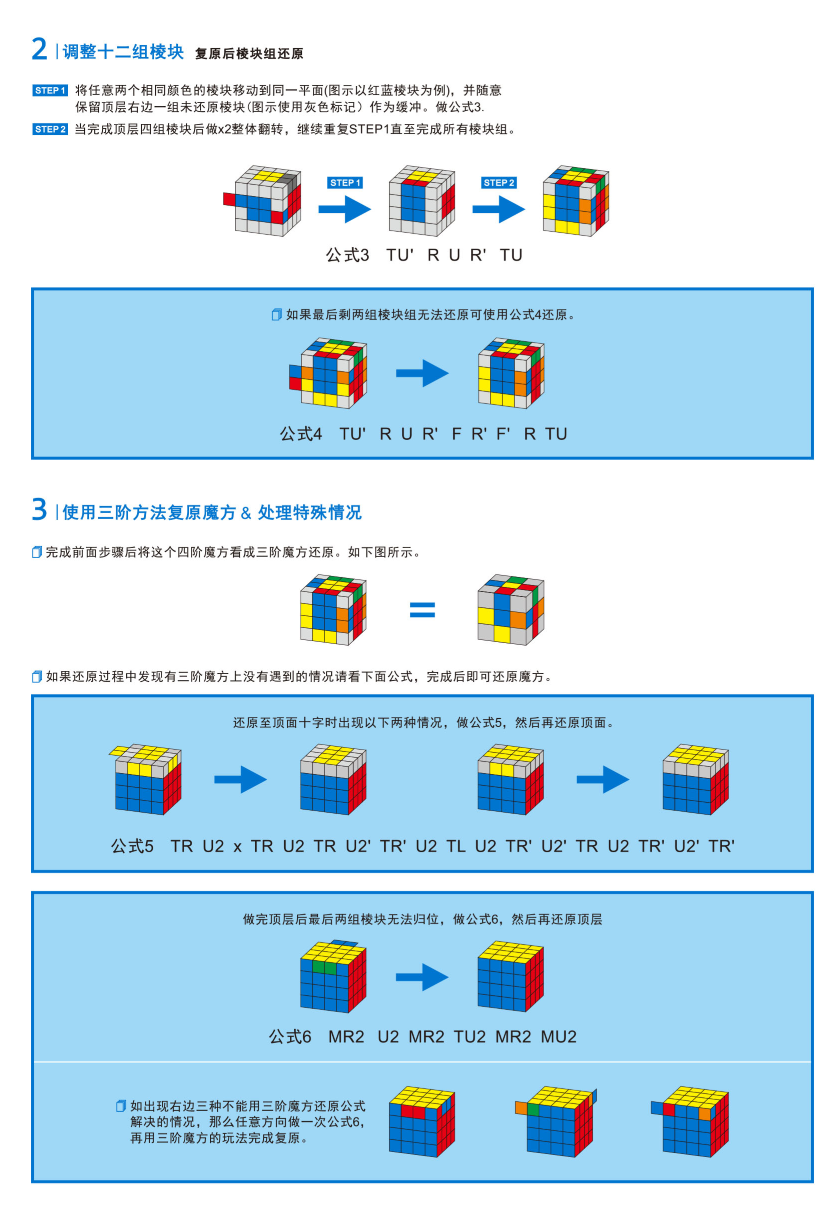 2 | 调整十二组棱块 复原后棱块组还原
STEP 1 将任意两个相同颜色的棱块移动到同一平面(图示以红蓝棱块为例)，并随意
保留顶层右边一组未还原棱块(图示使用灰色标记）作为缓冲。做公式3.
STEP 2 当完成顶层四组棱块后做x2整体翻转，继续重复STEP1直至完成所有棱块组。
STEP 1
STEP 2
公式3 TU' R U R' TU
如果最后剩两组棱块组无法还原可使用公式4还原。
公式4 TU' R U R' F R' F' R TU
3 | 使用三阶方法复原魔方 & 处理特殊情况
完成前面步骤后将这个四阶魔方看成三阶魔方还原。如下图所示。
=
如果还原过程中发现有三阶魔方上没有遇到的情况请看下面公式，完成后即可还原魔方。
还原至顶面十字时出现以下两种情况，做公式5，然后再还原顶面。
公式5 TR U2 x TR U2 TR U2' TR' U2 TL U2 TR' U2' TR U2 TR' U2' TR'
做完顶层后最后两组棱块无法归位，做公式6，然后再还原顶层
公式6 MR2 U2 MR2 TU2 MR2 MU2
如出现右边三种不能用三阶魔方还原公式
解决的情况，那么任意方向做一次公式6，
再用三阶魔方的玩法完成复原。